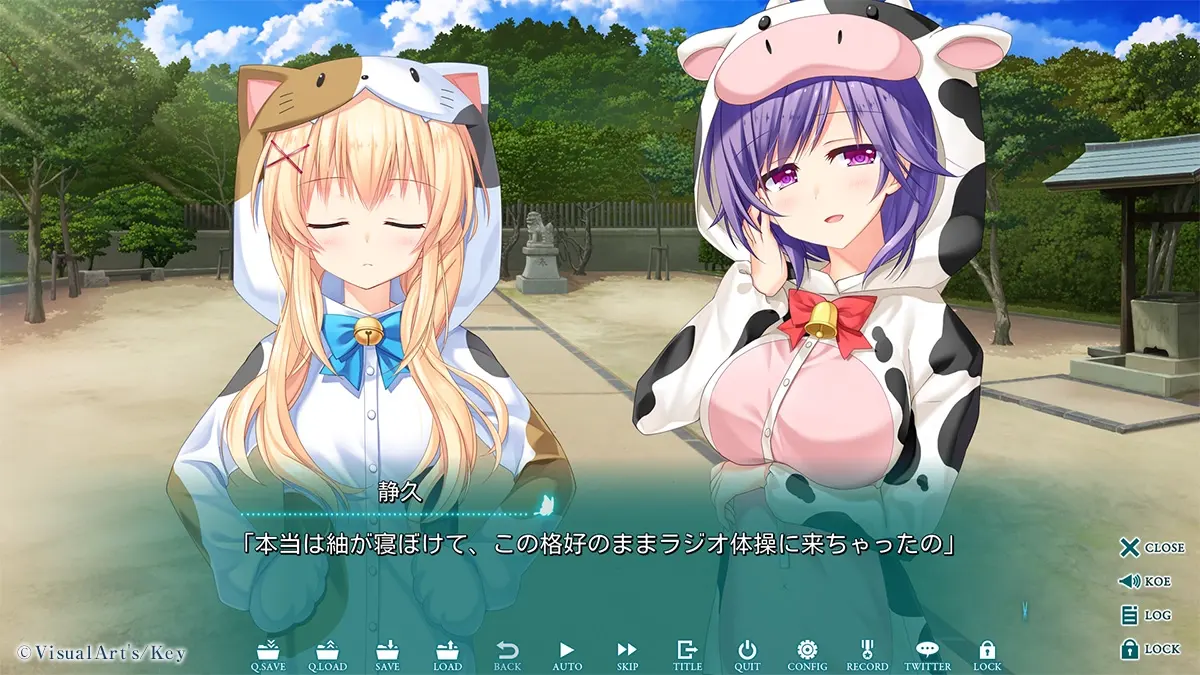 静久
「本当は紬が寝ぼけて、この格好のままラジオ体操に来ちゃったの」
CLOSE
KOE
LOG
LOCK
©VisualArt's/Key
Q.SAVE Q.LOAD SAVE LOAD BACK AUTO SKIP TITLE QUIT CONFIG RECORD TWITTER LOCK